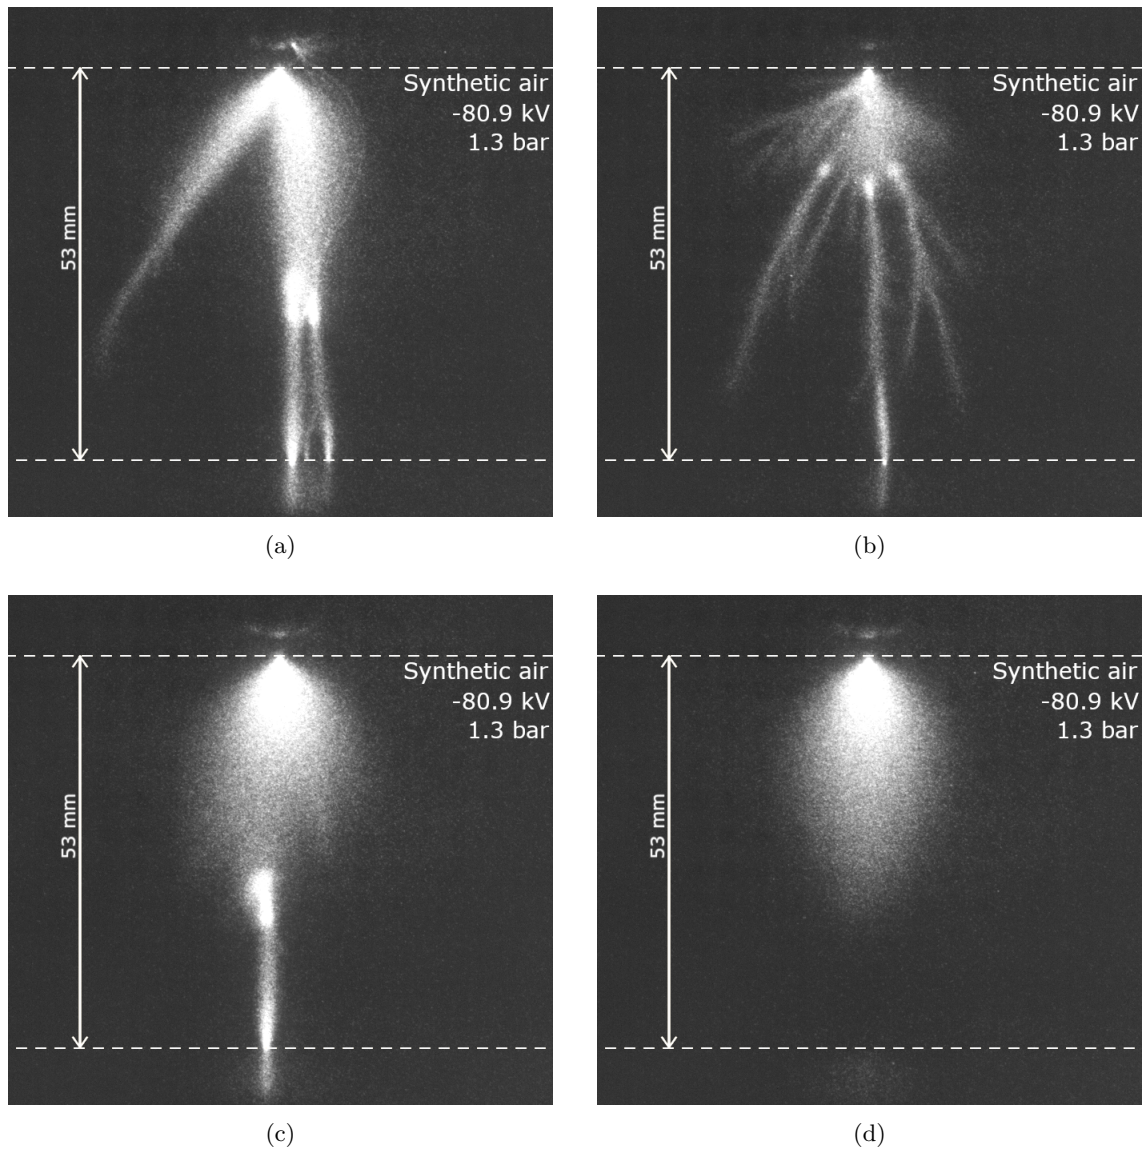 Synthetic air
-80.9 kV
1.3 bar
53 mm
(a)
Synthetic air
-80.9 kV
1.3 bar
53 mm
(b)
Synthetic air
-80.9 kV
1.3 bar
53 mm
(c)
Synthetic air
-80.9 kV
1.3 bar
53 mm
(d)